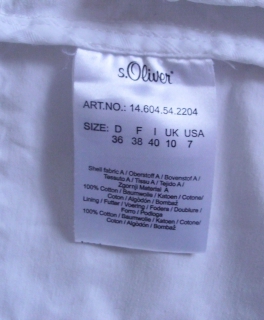 s.Oliver®
ART.NO.: 14.604.54.2204
SIZE: D F I UK USA
36 38 40 10 7
Shell fabric A / Oberstoff A / Bovenstof A /
Tessuto A / Tissu A / Tejido A /
Zgornji Material A
100% Cotton / Baumwolle / Katoen / Cotone/
Coton / Algodón / Bombaž
Lining / Futter / Voering / Fodera / Doublure /
Forro / Podloga
100% Cotton / Baumwolle / Katoen / Cotone/
Coton / Algodón / Bombaž